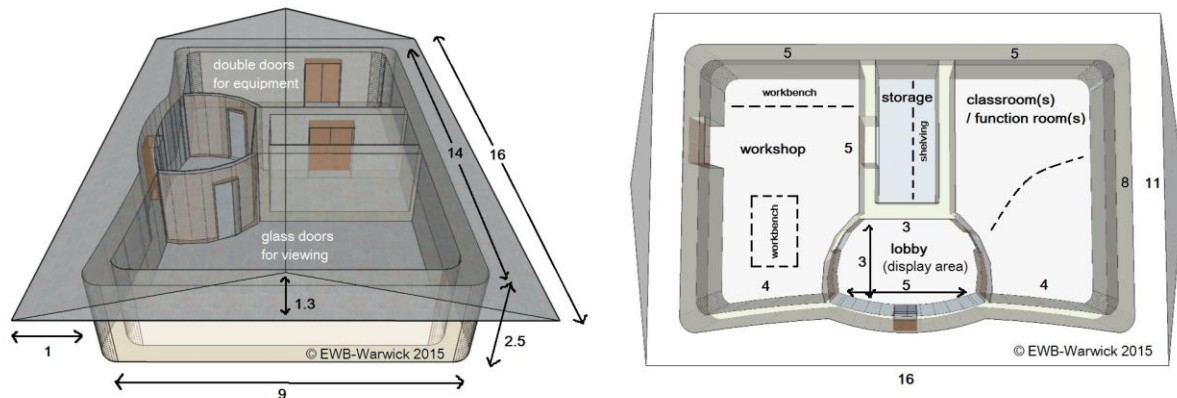 double doors
for equipment
14
16
glass doors
for viewing
1.3
1
2.5
© EWB-Warwick 2015
9
5
5
workbench
storage
classroom(s)
/ function room(s)
shelving
workshop
5
8
11
workbench
3
lobby
3
(display area)
4
5
4
© EWB-Warwick 2015
16